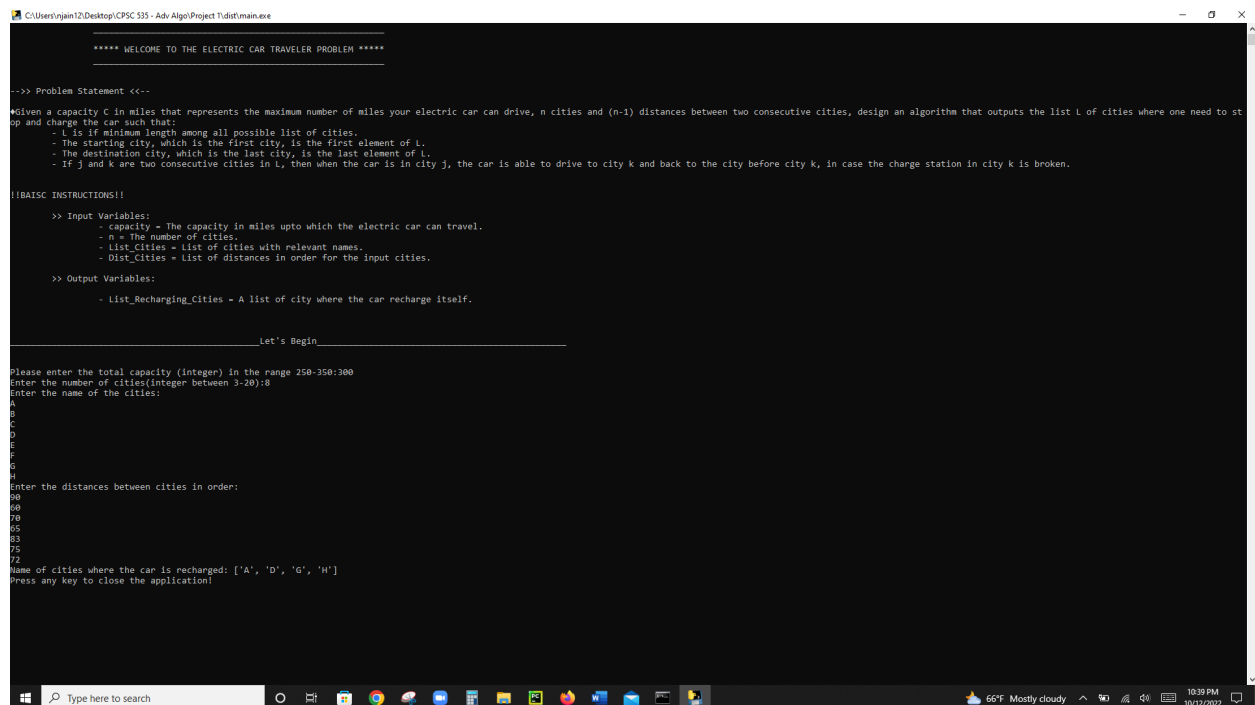 C:\Users\njain12\Desktop\CPSC 535 - Adv Algo\Project 1\dist\main.exe
***** WELCOME TO THE ELECTRIC CAR TRAVELER PROBLEM *****
-->> Problem Statement <<--
♦Given a capacity C in miles that represents the maximum number of miles your electric car can drive, n cities and (n-1) distances between two consecutive cities, design an algorithm that outputs the list L of cities where one need to st
op and charge the car such that:
- L is if minimum length among all possible list of cities.
- The starting city, which is the first city, is the first element of L.
- The destination city, which is the last city, is the last element of L.
- If j and k are two consecutive cities in L, then when the car is in city j, the car is able to drive to city k and back to the city before city k, in case the charge station in city k is broken.
!!BAISC INSTRUCTIONS!!
>> Input Variables:
- capacity = The capacity in miles upto which the electric car can travel.
- n = The number of cities.
- List_Cities = List of cities with relevant names.
- Dist_Cities = List of distances in order for the input cities.
>> Output Variables:
- List_Recharging_Cities = A list of city where the car recharge itself.
______Let's Begin______
Please enter the total capacity (integer) in the range 250-350:300
Enter the number of cities(integer between 3-20):8
Enter the name of the cities:
A
B
C
D
E
F
G
H
Enter the distances between cities in order:
90
60
70
65
83
75
72
Name of cities where the car is recharged: ['A', 'D', 'G', 'H']
Press any key to close the application!
Type here to search
66°F Mostly cloudy
10:39 PM
10/12/2022